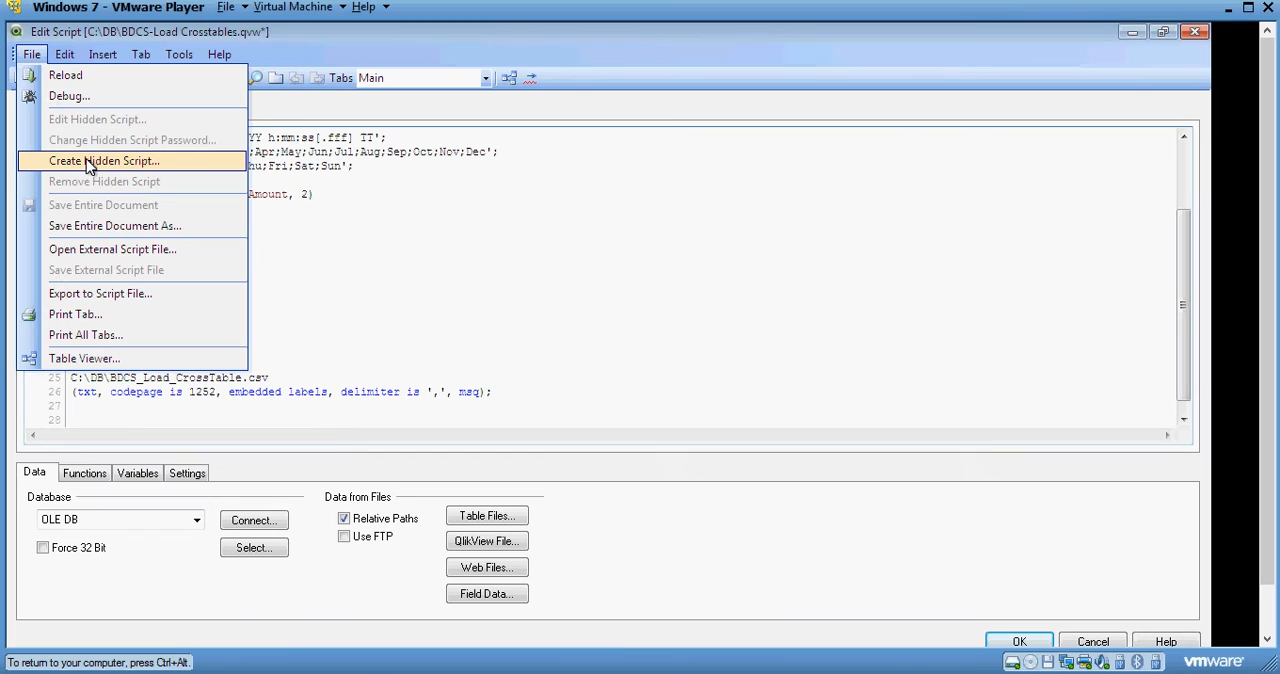 Windows 7 - VMware Player File Virtual Machine Help
Edit Script [C:\DB\BDCS-Load Crosstables.qvw*]
File Edit Insert Tab Tools Help
Reload
Tabs Main
Debug...
Edit Hidden Script...
YY h:mm:ss[.fff] TT';
Change Hidden Script Password...
;Apr;May;Jun;Jul;Aug;Sep;Oct;Nov;Dec';
Create Hidden Script...
hu;Fri;Sat;Sun';
Remove Hidden Script
Amount, 2)
Save Entire Document
Save Entire Document As...
Open External Script File...
Save External Script File
Export to Script File...
Print Tab...
Print All Tabs...
Table Viewer...
25 C:\DB\BDCS_Load_CrossTable.csv
26 (txt, codepage is 1252, embedded labels, delimiter is ',', msq);
27
28
Data Functions Variables Settings
Database Data from Files
OLE DB Connect... Relative Paths Table Files...
Force 32 Bit Select... Use FTP QlikView File...
Web Files...
Field Data...
OK Cancel Help
To return to your computer, press Ctrl+Alt. vmware